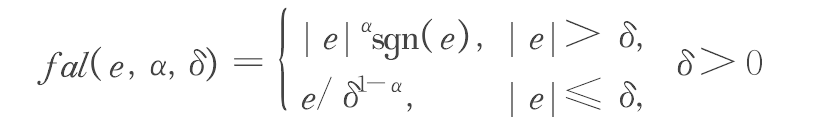 fal(e, α, δ) = { |e|^α sgn(e), |e| > δ,
e/δ^{1-α}, |e| ≤ δ, δ > 0